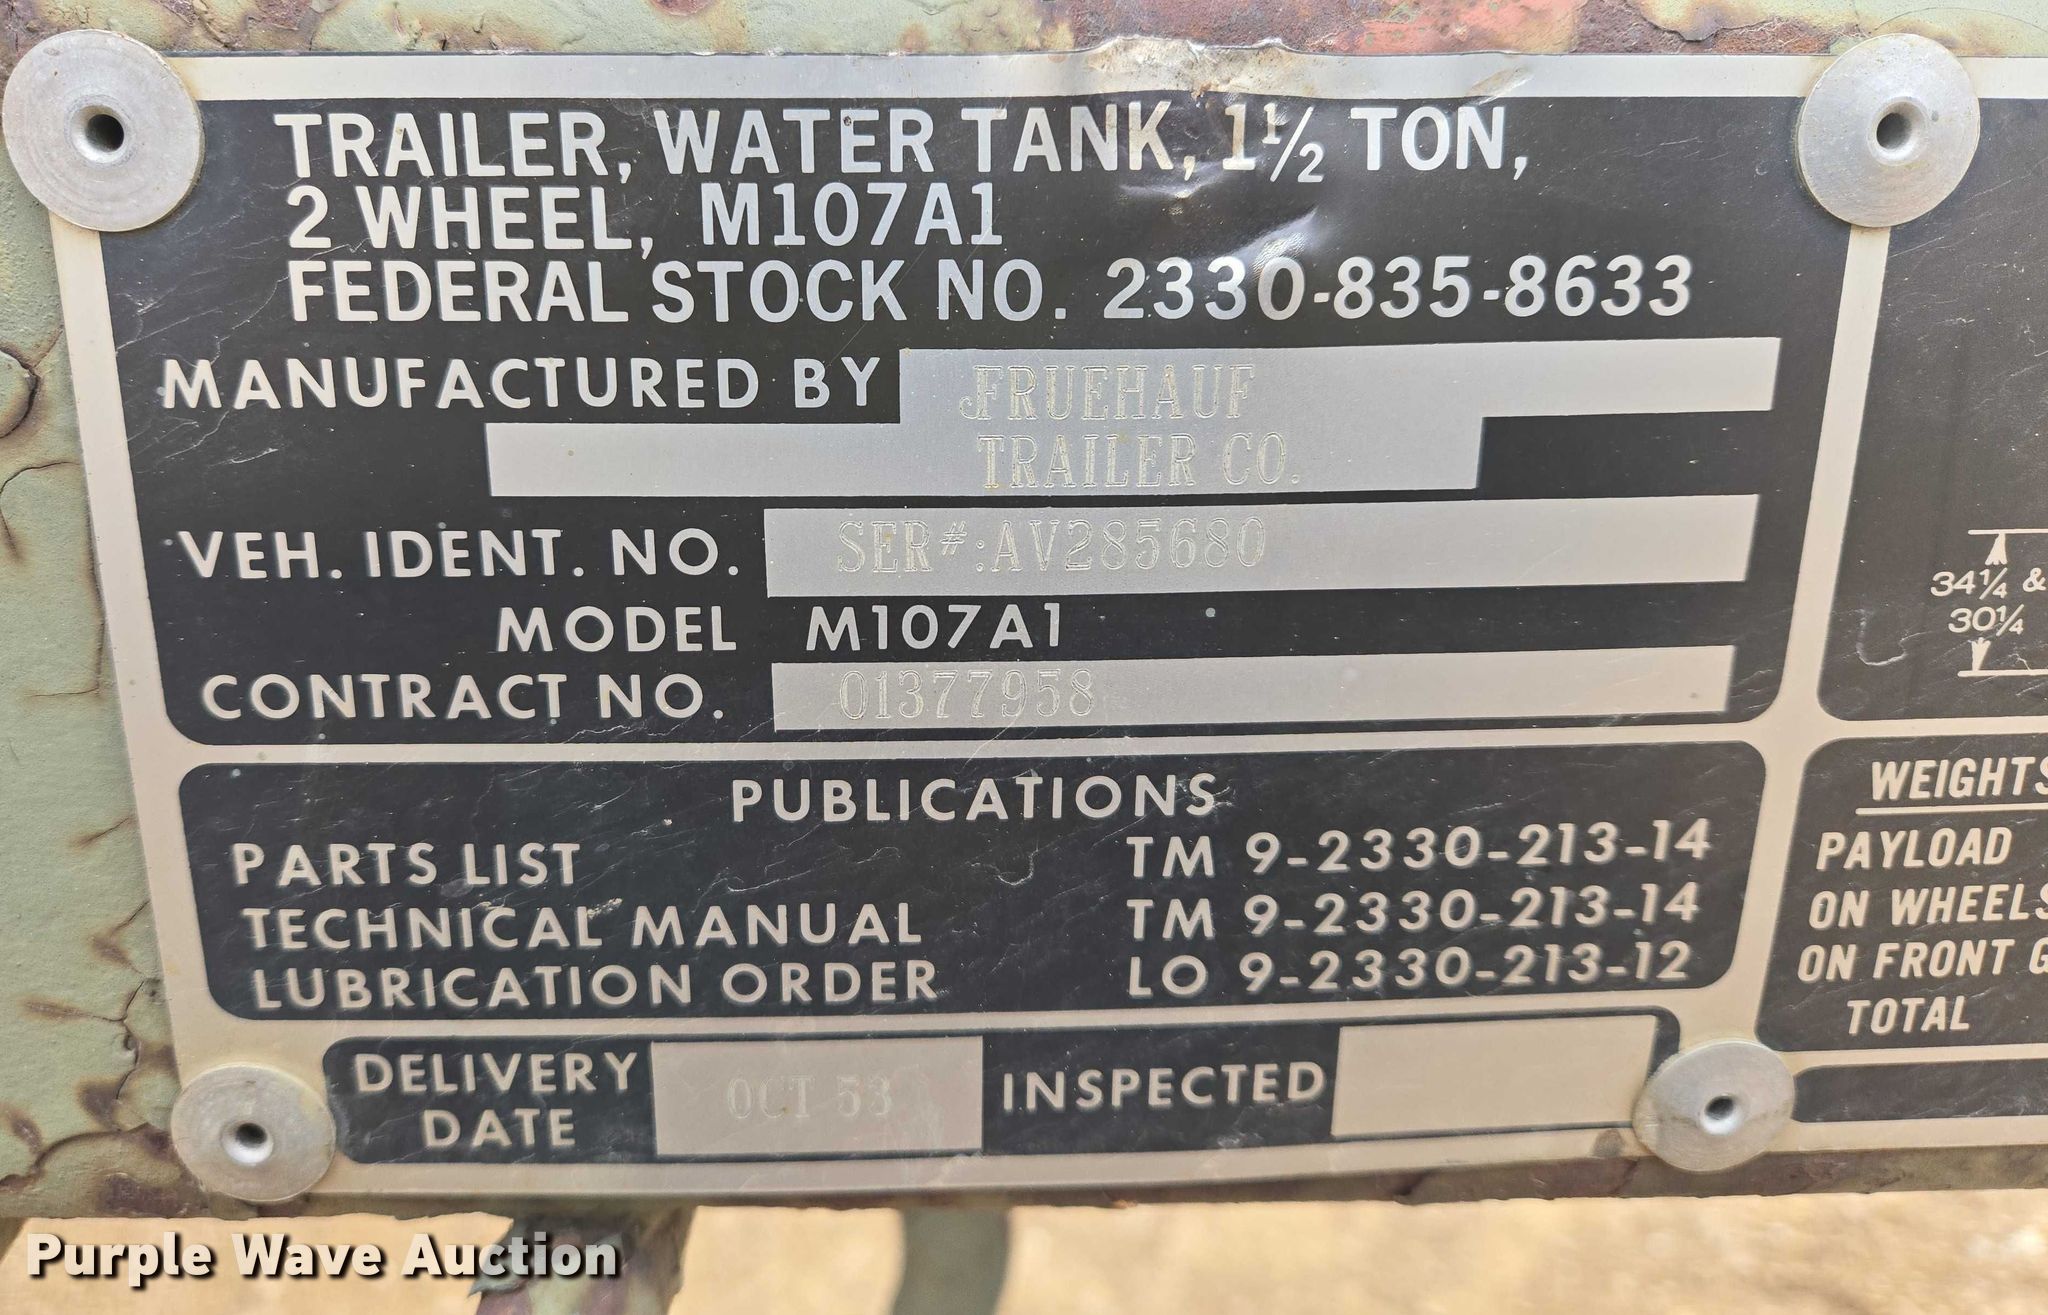 TRAILER, WATER TANK, 1½ TON,
2 WHEEL, M107A1
FEDERAL STOCK NO. 2330-835-8633
MANUFACTURED BY FRUEHAUF
TRAILER CO.
VEH. IDENT. NO. SER#:AV285680
MODEL M107A1
CONTRACT NO. 01377958
PUBLICATIONS
PARTS LIST TM 9-2330-213-14
TECHNICAL MANUAL TM 9-2330-213-14
LUBRICATION ORDER LO 9-2330-213-12
DELIVERY DATE OCT 53 INSPECTED
34¼ &
30¼
WEIGHTS
PAYLOAD
ON WHEELS
ON FRONT
TOTAL
Purple Wave Auction